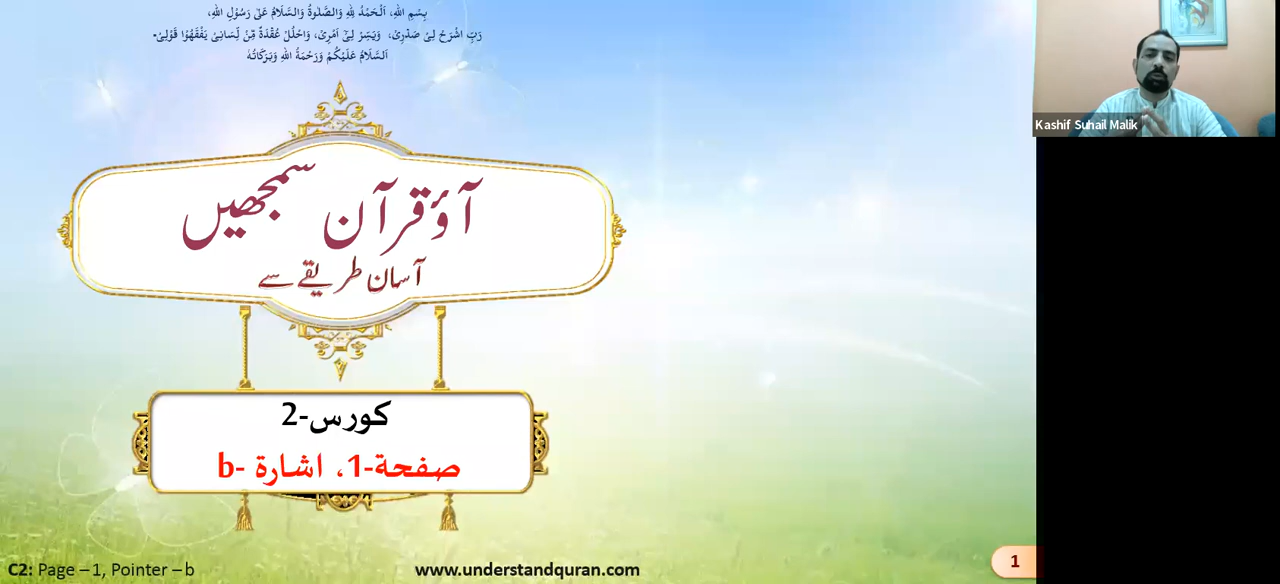 بِسْمِ اللهِ، اَلْحَمْدُ لِلّٰهِ وَالصَّلٰوةُ وَالسَّلَامُ عَلٰى رَسُوْلِ اللهِ،
رَبِّ اشْرَحْ لِىْ صَدْرِىْ، وَيَسِّرْ لِىْٓ اَمْرِىْ، وَاحْلُلْ عُقْدَةً مِّنْ لِّسَانِىْ يَفْقَهُوْا قَوْلِىْ۔
اَلسَّلَامُ عَلَيْكُمْ وَرَحْمَةُ اللهِ وَبَرَكَاتُهٗ
Kashif Suhail Malik
آؤ قرآن سمجھیں
آسان طریقے سے
کورس-2
صفحة-1، اشارة -b
C2: Page – 1, Pointer – b
www.understandquran.com
1